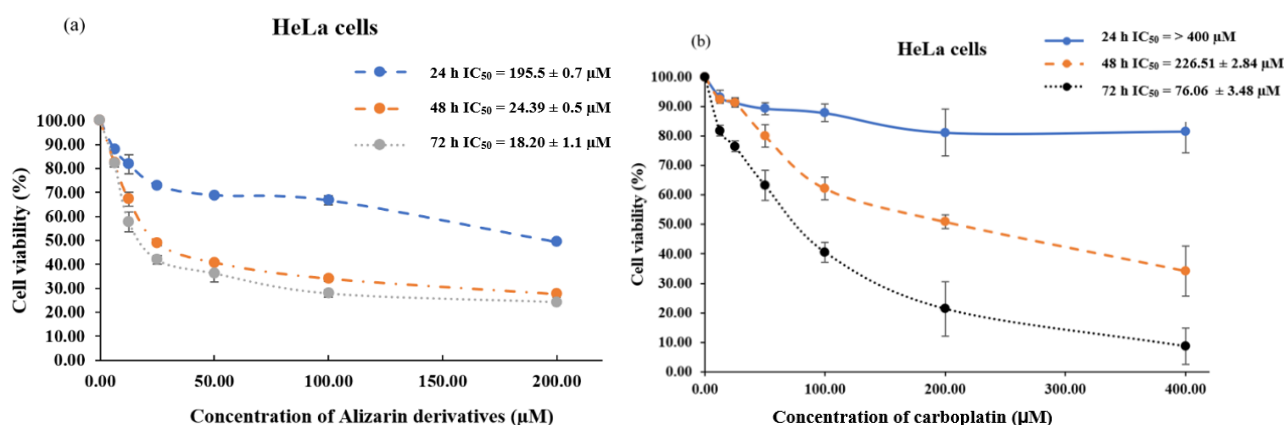 (a)
HeLa cells
24 h IC₅₀ = 195.5 ± 0.7 μM
48 h IC₅₀ = 24.39 ± 0.5 μM
72 h IC₅₀ = 18.20 ± 1.1 μM
Cell viability (%)
100.00
90.00
80.00
70.00
60.00
50.00
40.00
30.00
20.00
10.00
0.00
0.00 50.00 100.00 150.00 200.00
Concentration of Alizarin derivatives (μM)
(b)
HeLa cells
24 h IC₅₀ = > 400 μM
48 h IC₅₀ = 226.51 ± 2.84 μM
72 h IC₅₀ = 76.06 ± 3.48 μM
Cell viability (%)
100.00
90.00
80.00
70.00
60.00
50.00
40.00
30.00
20.00
10.00
0.00
0.00 100.00 200.00 300.00 400.00
Concentration of carboplatin (μM)